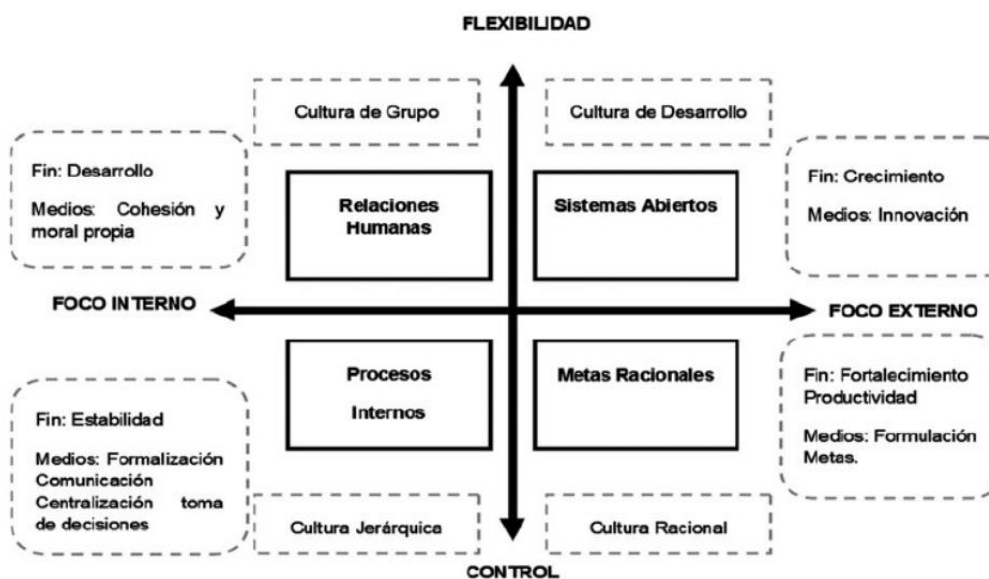 FLEXIBILIDAD
Cultura de Grupo
Cultura de Desarrollo
Fin: Desarrollo
Medios: Cohesión y
moral propia
Relaciones
Humanas
Sistemas Abiertos
Fin: Crecimiento
Medios: Innovación
FOCO INTERNO
FOCO EXTERNO
Fin: Estabilidad
Medios: Formalización
Comunicación
Centralización toma
de decisiones
Procesos
Internos
Metas Racionales
Fin: Fortalecimiento
Productividad
Medios: Formulación
Metas.
Cultura Jerárquica
Cultura Racional
CONTROL